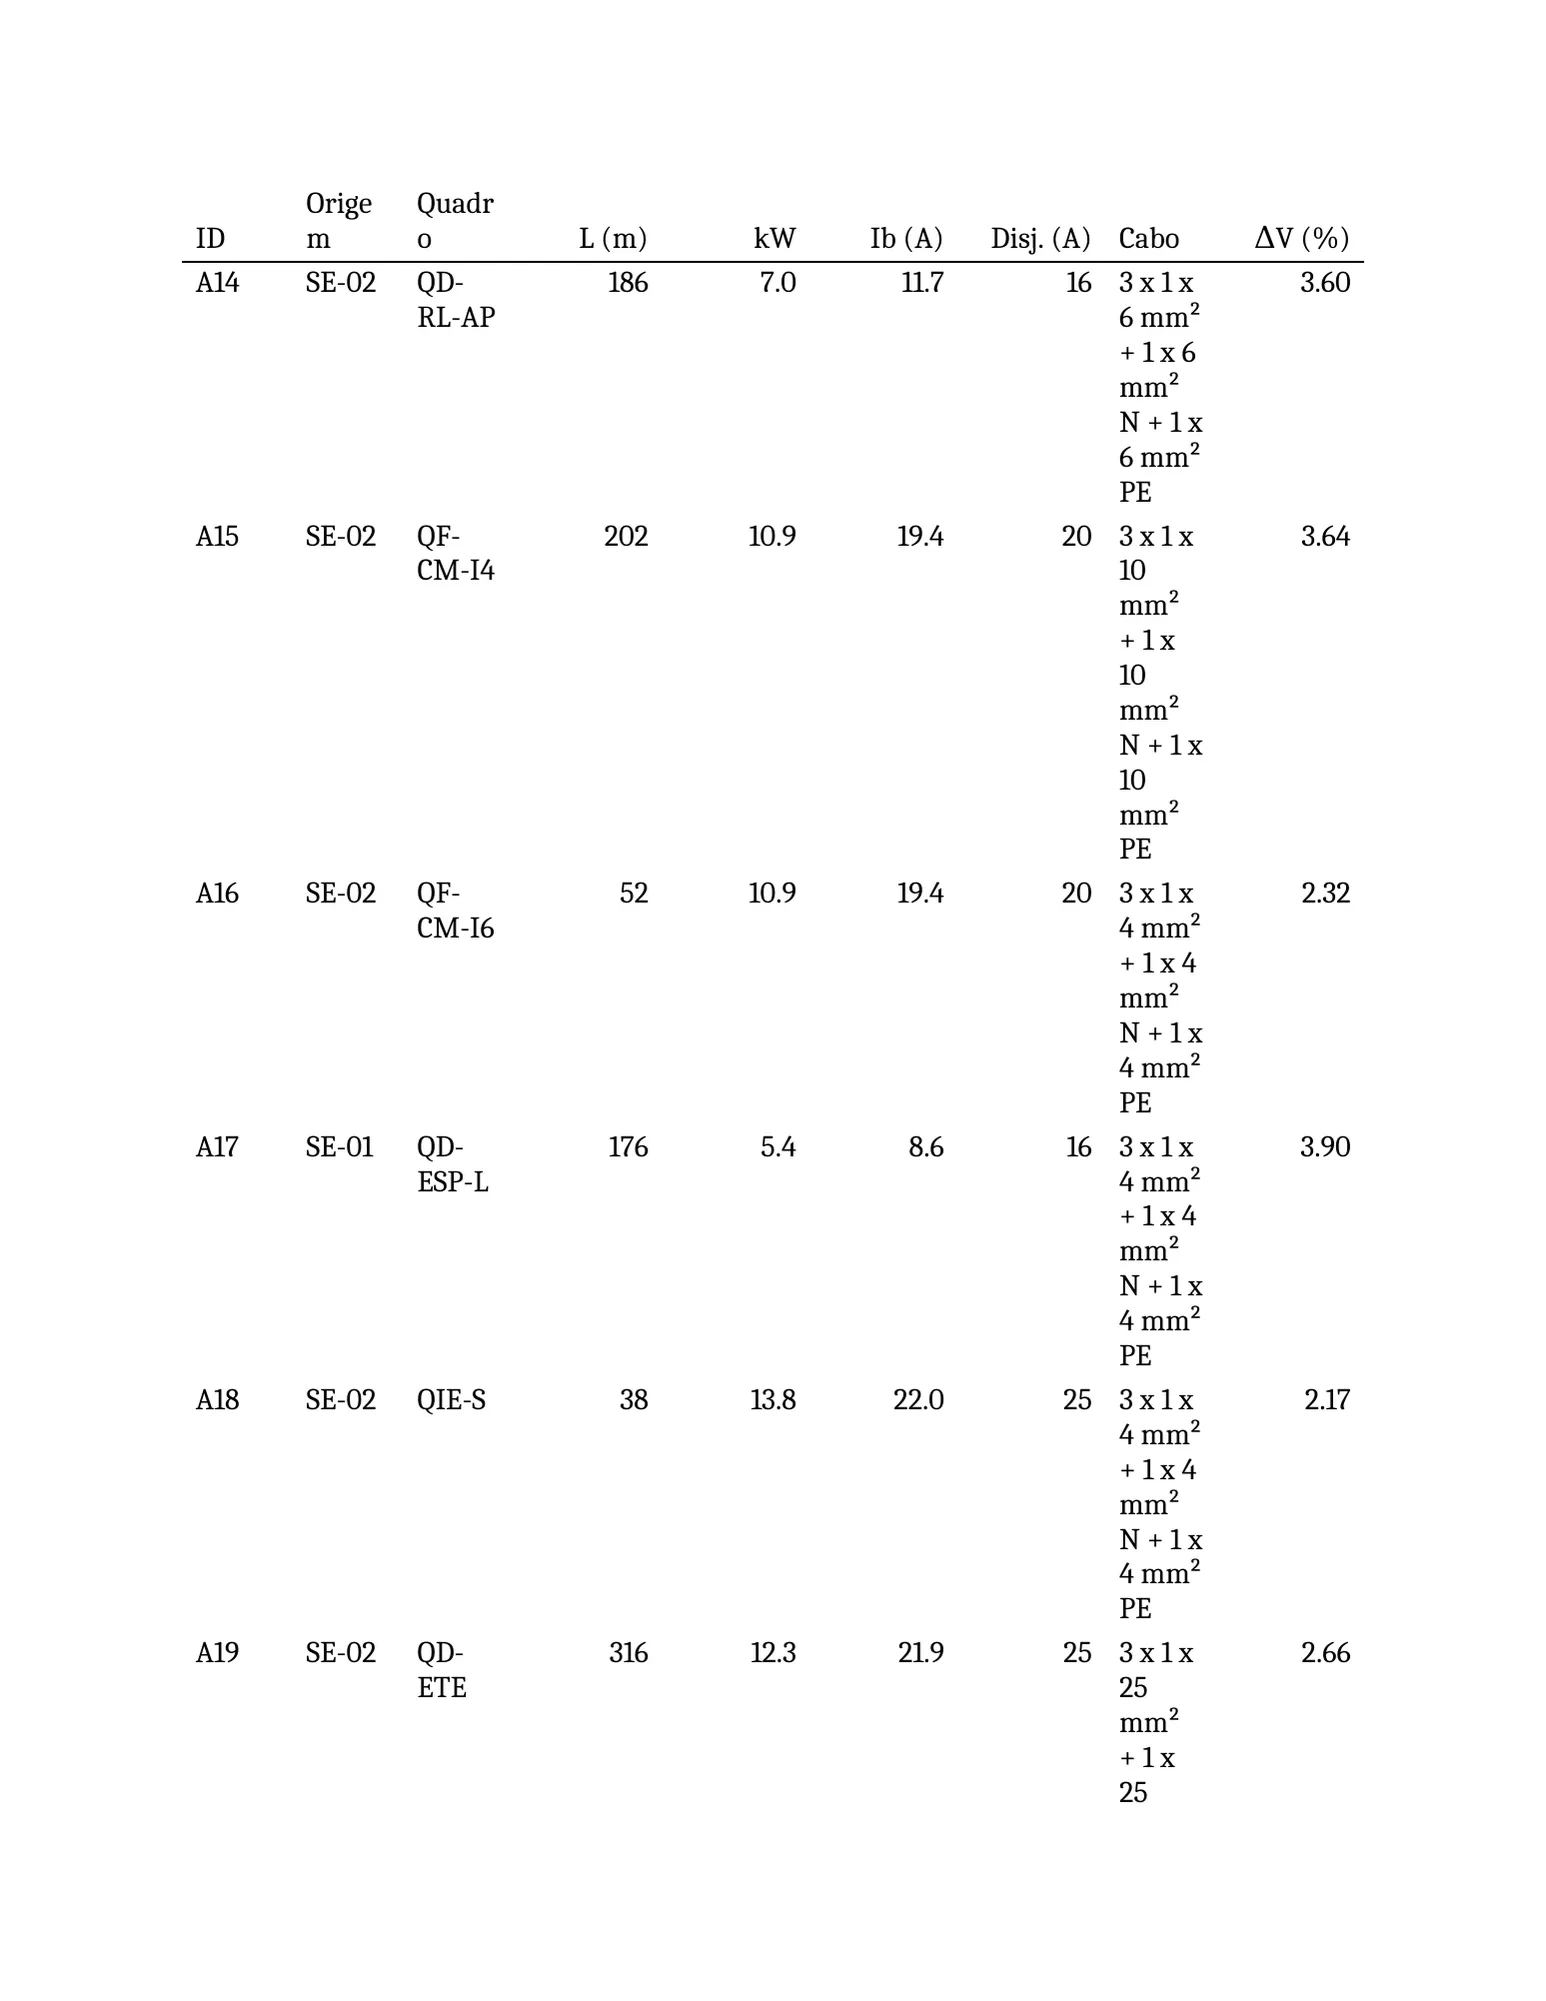 Orige Quadr
ID m o L (m) kW Ib (A) Disj. (A) Cabo ΔV (%)
A14 SE-02 QD- 186 7.0 11.7 16 3 x 1 x 3.60
RL-AP 6 mm²
+ 1 x 6
mm²
N + 1 x
6 mm²
PE
A15 SE-02 QF- 202 10.9 19.4 20 3 x 1 x 3.64
CM-I4 10
mm²
+ 1 x
10
mm²
N + 1 x
10
mm²
PE
A16 SE-02 QF- 52 10.9 19.4 20 3 x 1 x 2.32
CM-I6 4 mm²
+ 1 x 4
mm²
N + 1 x
4 mm²
PE
A17 SE-01 QD- 176 5.4 8.6 16 3 x 1 x 3.90
ESP-L 4 mm²
+ 1 x 4
mm²
N + 1 x
4 mm²
PE
A18 SE-02 QIE-S 38 13.8 22.0 25 3 x 1 x 2.17
4 mm²
+ 1 x 4
mm²
N + 1 x
4 mm²
PE
A19 SE-02 QD- 316 12.3 21.9 25 3 x 1 x 2.66
ETE 25
mm²
+ 1 x
25